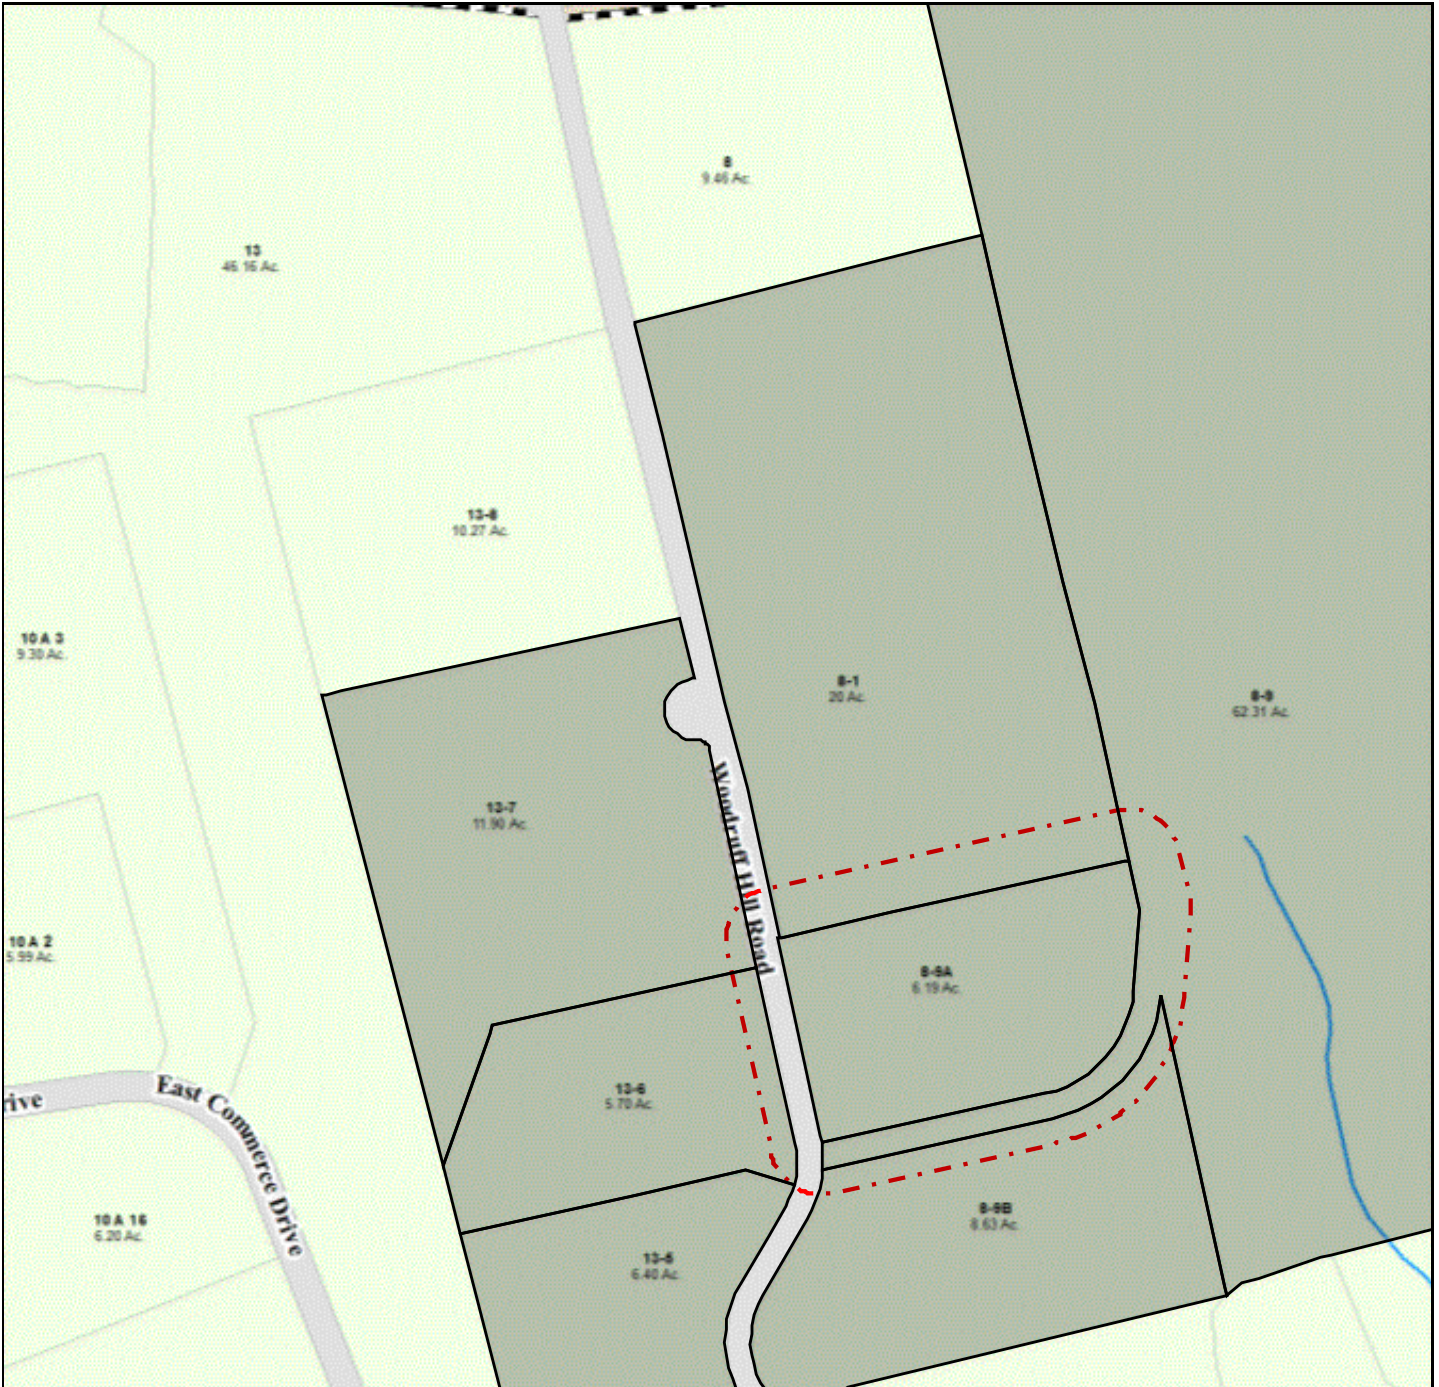 8
9.46 Ac.
13
46.16 Ac.
13-8
10.27 Ac.
10 A 3
9.30 Ac.
8-1
20 Ac.
8-9
62.31 Ac.
13-7
11.90 Ac.
Woodruff Hill Road
10 A 2
5.99 Ac.
8-9A
6.19 Ac.
13-6
5.70 Ac.
rive
East Commerce Drive
10 A 16
6.20 Ac.
8-9B
8.63 Ac.
13-5
6.40 Ac.